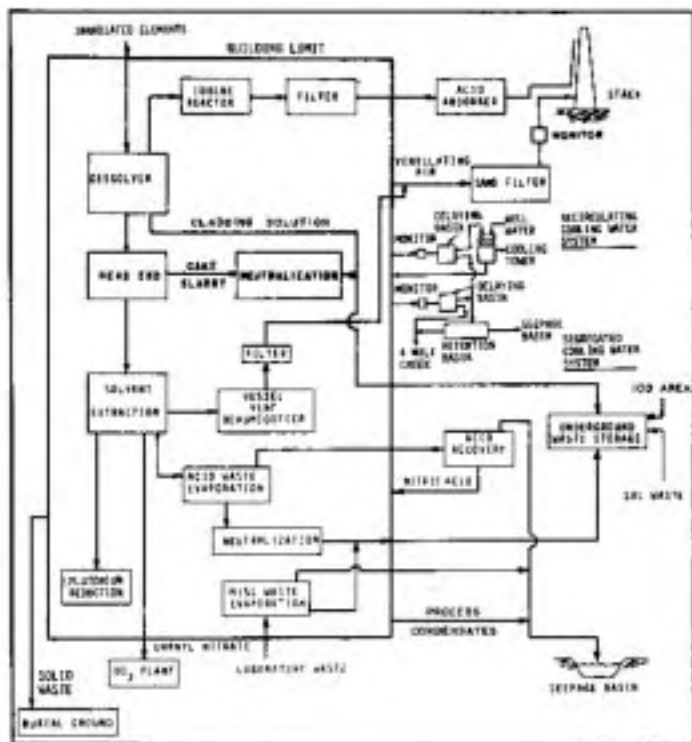 IRRADIATED ELEMENTS
BUILDING LIMIT
IODINE
REACTOR
FILTER
ACID
ABSORBER
STACK
MONITOR
VENTILATING
AIR
SAND FILTER
DISSOLVER
CLADDING SOLUTION
DELAYING
BASIN
WELL
WATER
RECIRCULATING
COOLING WATER
SYSTEM
MONITOR
COOLING
TOWER
HEAD END
CAKE
SLURRY
NEUTRALIZATION
MONITOR
DELAYING
BASIN
FILTER
4 MILE
CREEK
RETENTION
BASIN
SEEPAGE
BASIN
SEGREGATED
COOLING WATER
SYSTEM
SOLVENT
EXTRACTION
VESSEL
VENT
DEHUMIDIFIER
100 AREA
UNDERGROUND
WASTE STORAGE
ACID
RECOVERY
ACID WASTE
EVAPORATION
NITRIC ACID
WASTE
NEUTRALIZATION
PLUTONIUM
REDUCTION
MISC WASTE
EVAPORATION
PROCESS
CONDENSATES
URANYL NITRATE
LABORATORY WASTE
UO3 PLANT
SOLID
WASTE
SEEPAGE BASIN
BURIAL GROUND